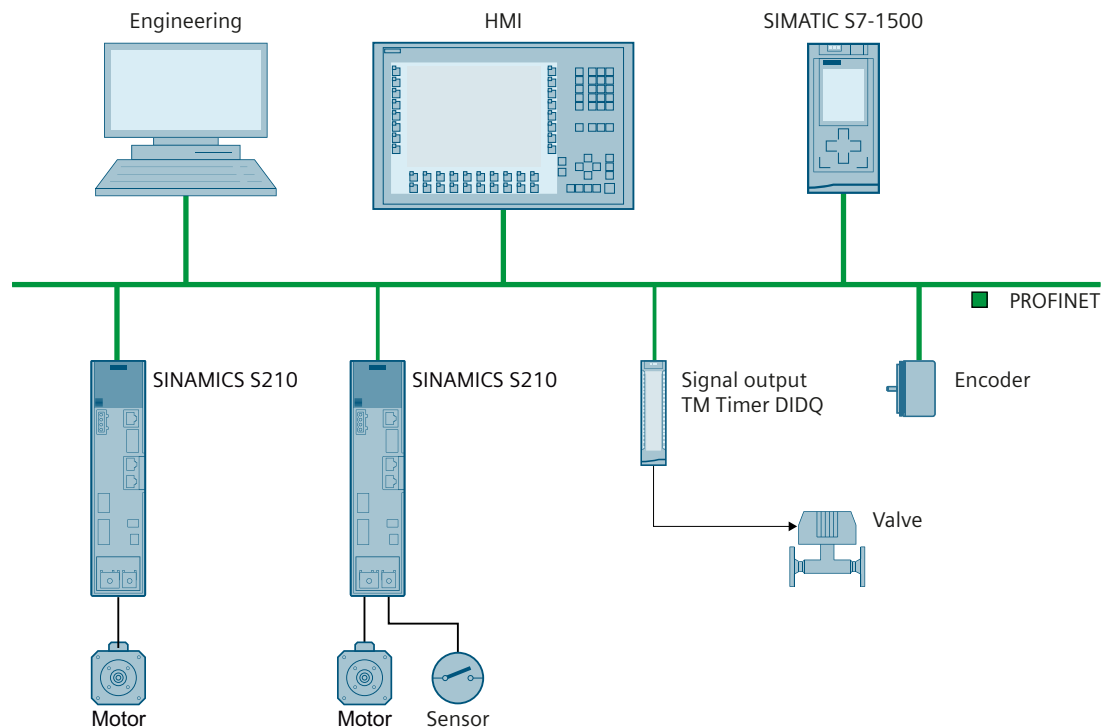 Engineering
HMI
SIMATIC S7-1500
PROFINET
SINAMICS S210
SINAMICS S210
Signal output
TM Timer DIDQ
Encoder
Valve
Motor
Motor
Sensor